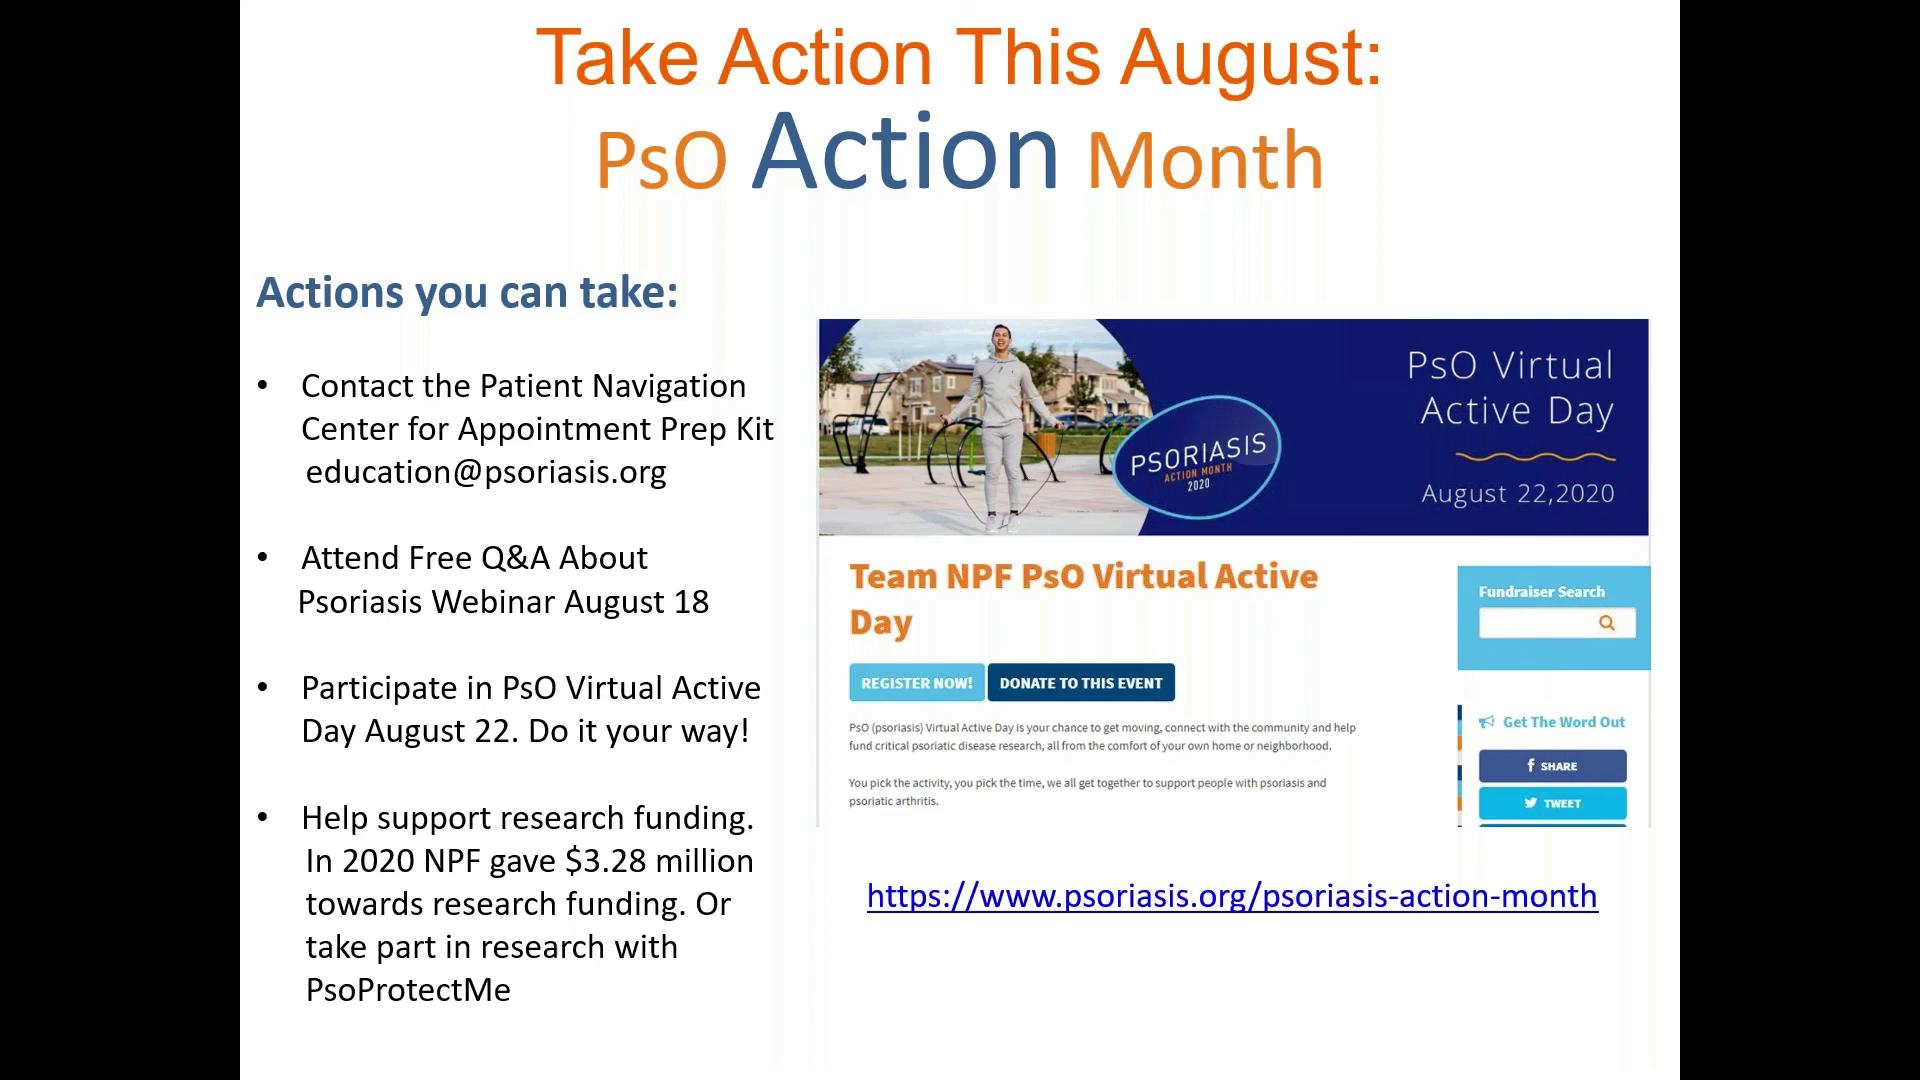 Take Action This August:
PsO Action Month
Actions you can take:
• Contact the Patient Navigation
Center for Appointment Prep Kit
education@psoriasis.org
• Attend Free Q&A About
Psoriasis Webinar August 18
• Participate in PsO Virtual Active
Day August 22. Do it your way!
• Help support research funding.
In 2020 NPF gave $3.28 million
towards research funding. Or
take part in research with
PsoProtectMe
PSORIASIS
ACTION MONTH
2020
PsO Virtual
Active Day
August 22,2020
Team NPF PsO Virtual Active
Day
REGISTER NOW!
DONATE TO THIS EVENT
PsO (psoriasis) Virtual Active Day is your chance to get moving, connect with the community and help
fund critical psoriatic disease research, all from the comfort of your own home or neighborhood.
You pick the activity, you pick the time, we all get together to support people with psoriasis and
psoriatic arthritis.
Fundraiser Search
Get The Word Out
SHARE
TWEET
https://www.psoriasis.org/psoriasis-action-month